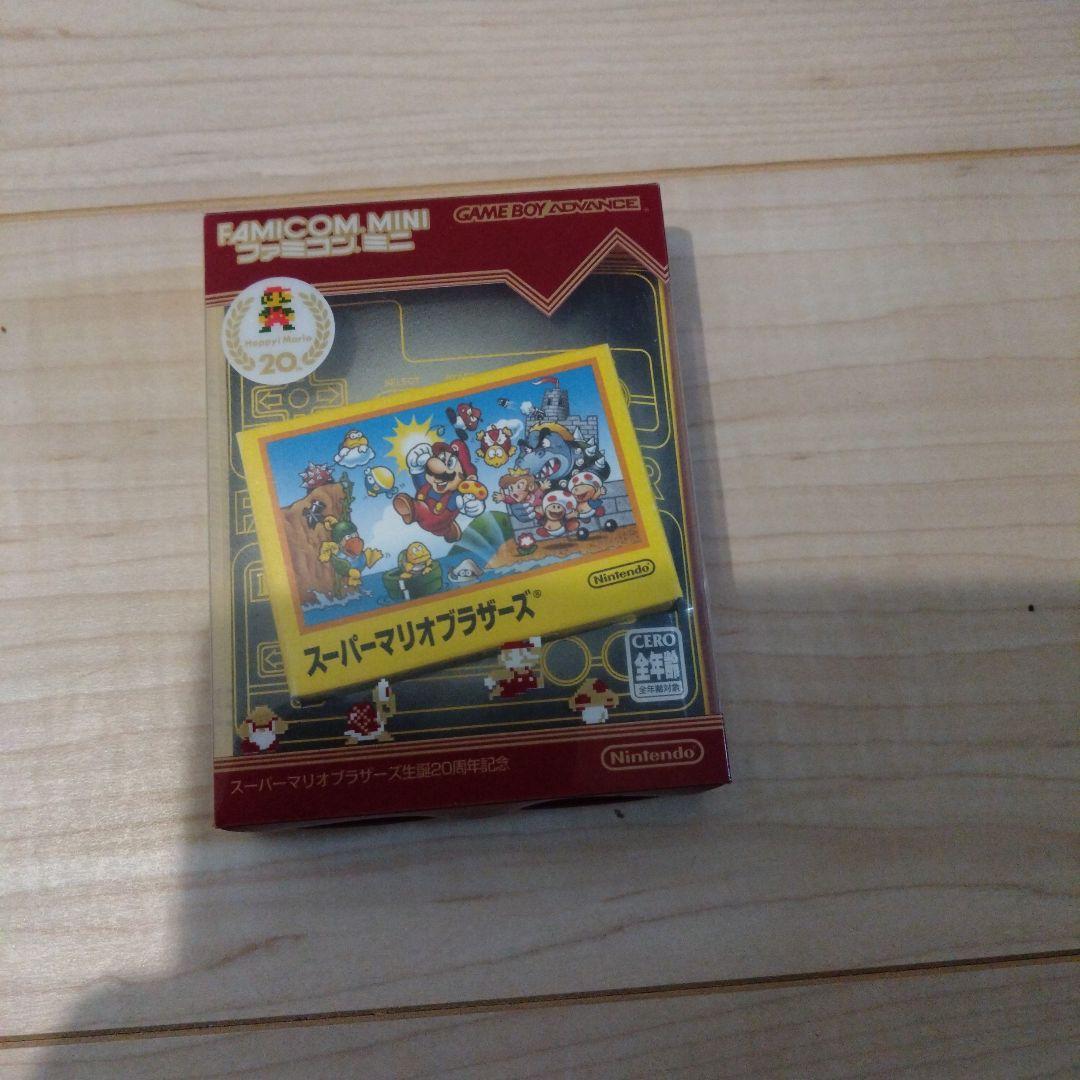 FAMICOM MINI
ファミコンミニ
GAME BOY ADVANCE
Happy! Mario
20th
SELECT
スーパーマリオブラザーズ®
Nintendo
CERO
全年齢
全年齢対象
スーパーマリオブラザーズ生誕20周年記念
Nintendo